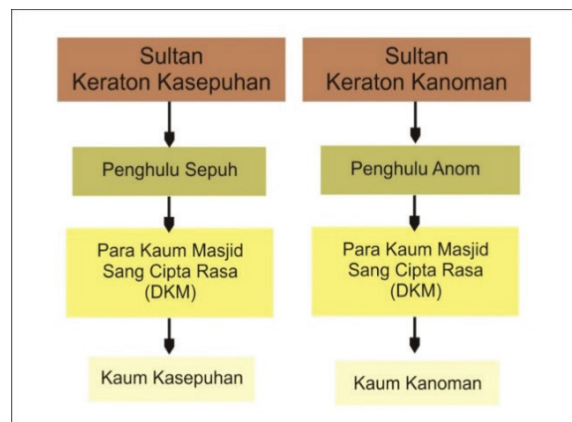 Sultan
Keraton Kasepuhan
Penghulu Sepuh
Para Kaum Masjid
Sang Cipta Rasa
(DKM)
Kaum Kasepuhan
Sultan
Keraton Kanoman
Penghulu Anom
Para Kaum Masjid
Sang Cipta Rasa
(DKM)
Kaum Kanoman